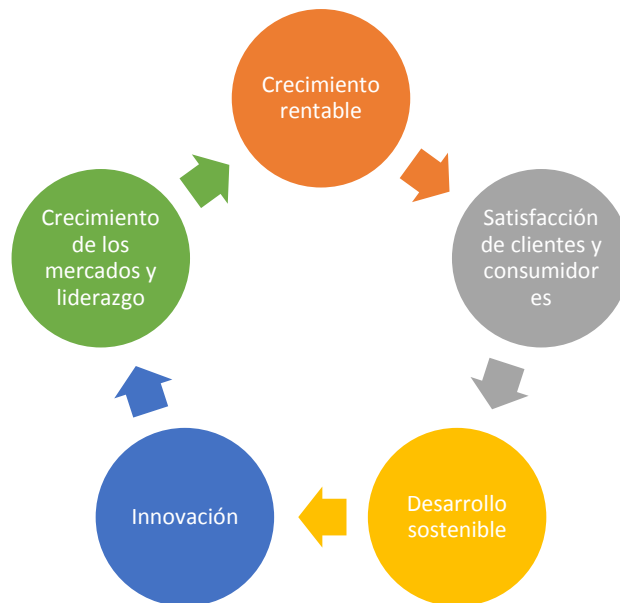 Crecimiento
rentable
Satisfacción
de clientes y
consumidor
es
Desarrollo
sostenible
Innovación
Crecimiento
de los
mercados y
liderazgo